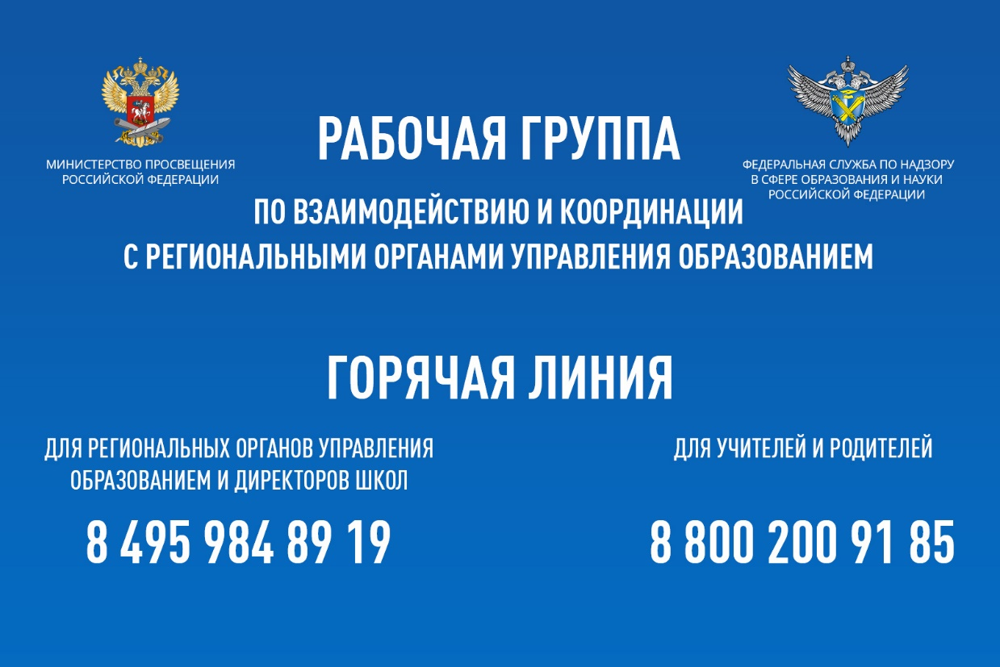 МИНИСТЕРСТВО ПРОСВЕЩЕНИЯ
РОССИЙСКОЙ ФЕДЕРАЦИИ
ФЕДЕРАЛЬНАЯ СЛУЖБА ПО НАДЗОРУ
В СФЕРЕ ОБРАЗОВАНИЯ И НАУКИ
РОССИЙСКОЙ ФЕДЕРАЦИИ
РАБОЧАЯ ГРУППА
ПО ВЗАИМОДЕЙСТВИЮ И КООРДИНАЦИИ
С РЕГИОНАЛЬНЫМИ ОРГАНАМИ УПРАВЛЕНИЯ ОБРАЗОВАНИЕМ
ГОРЯЧАЯ ЛИНИЯ
ДЛЯ РЕГИОНАЛЬНЫХ ОРГАНОВ УПРАВЛЕНИЯ
ОБРАЗОВАНИЕМ И ДИРЕКТОРОВ ШКОЛ
8 495 984 89 19
ДЛЯ УЧИТЕЛЕЙ И РОДИТЕЛЕЙ
8 800 200 91 85